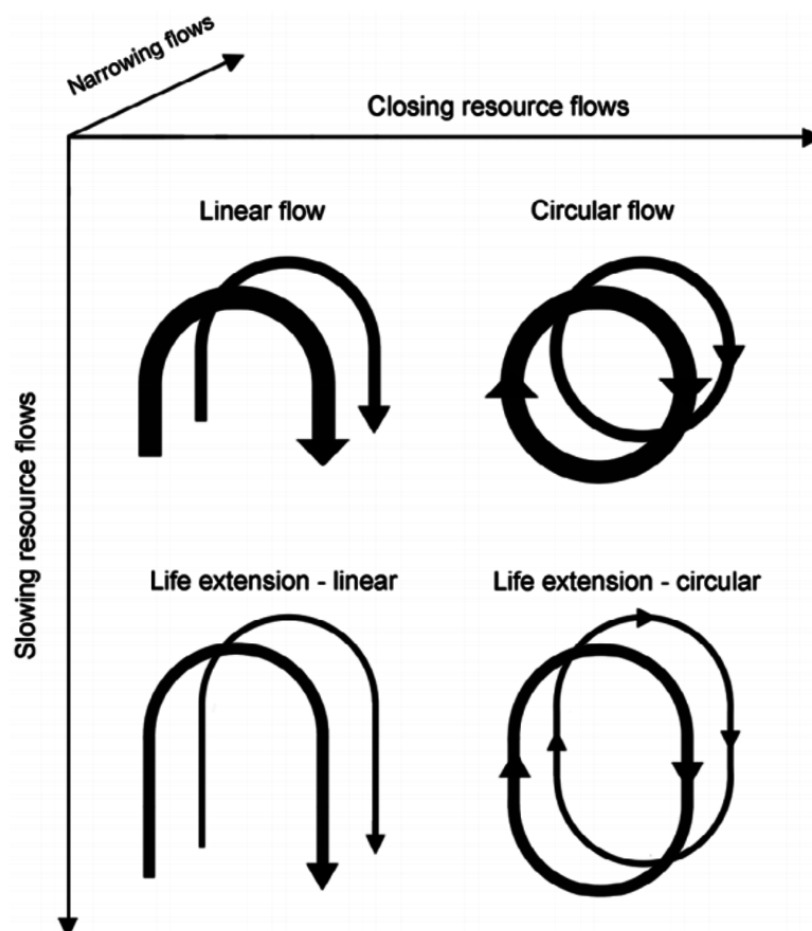 Narrowing flows
Closing resource flows
Linear flow
Circular flow
Slowing resource flows
Life extension - linear
Life extension - circular